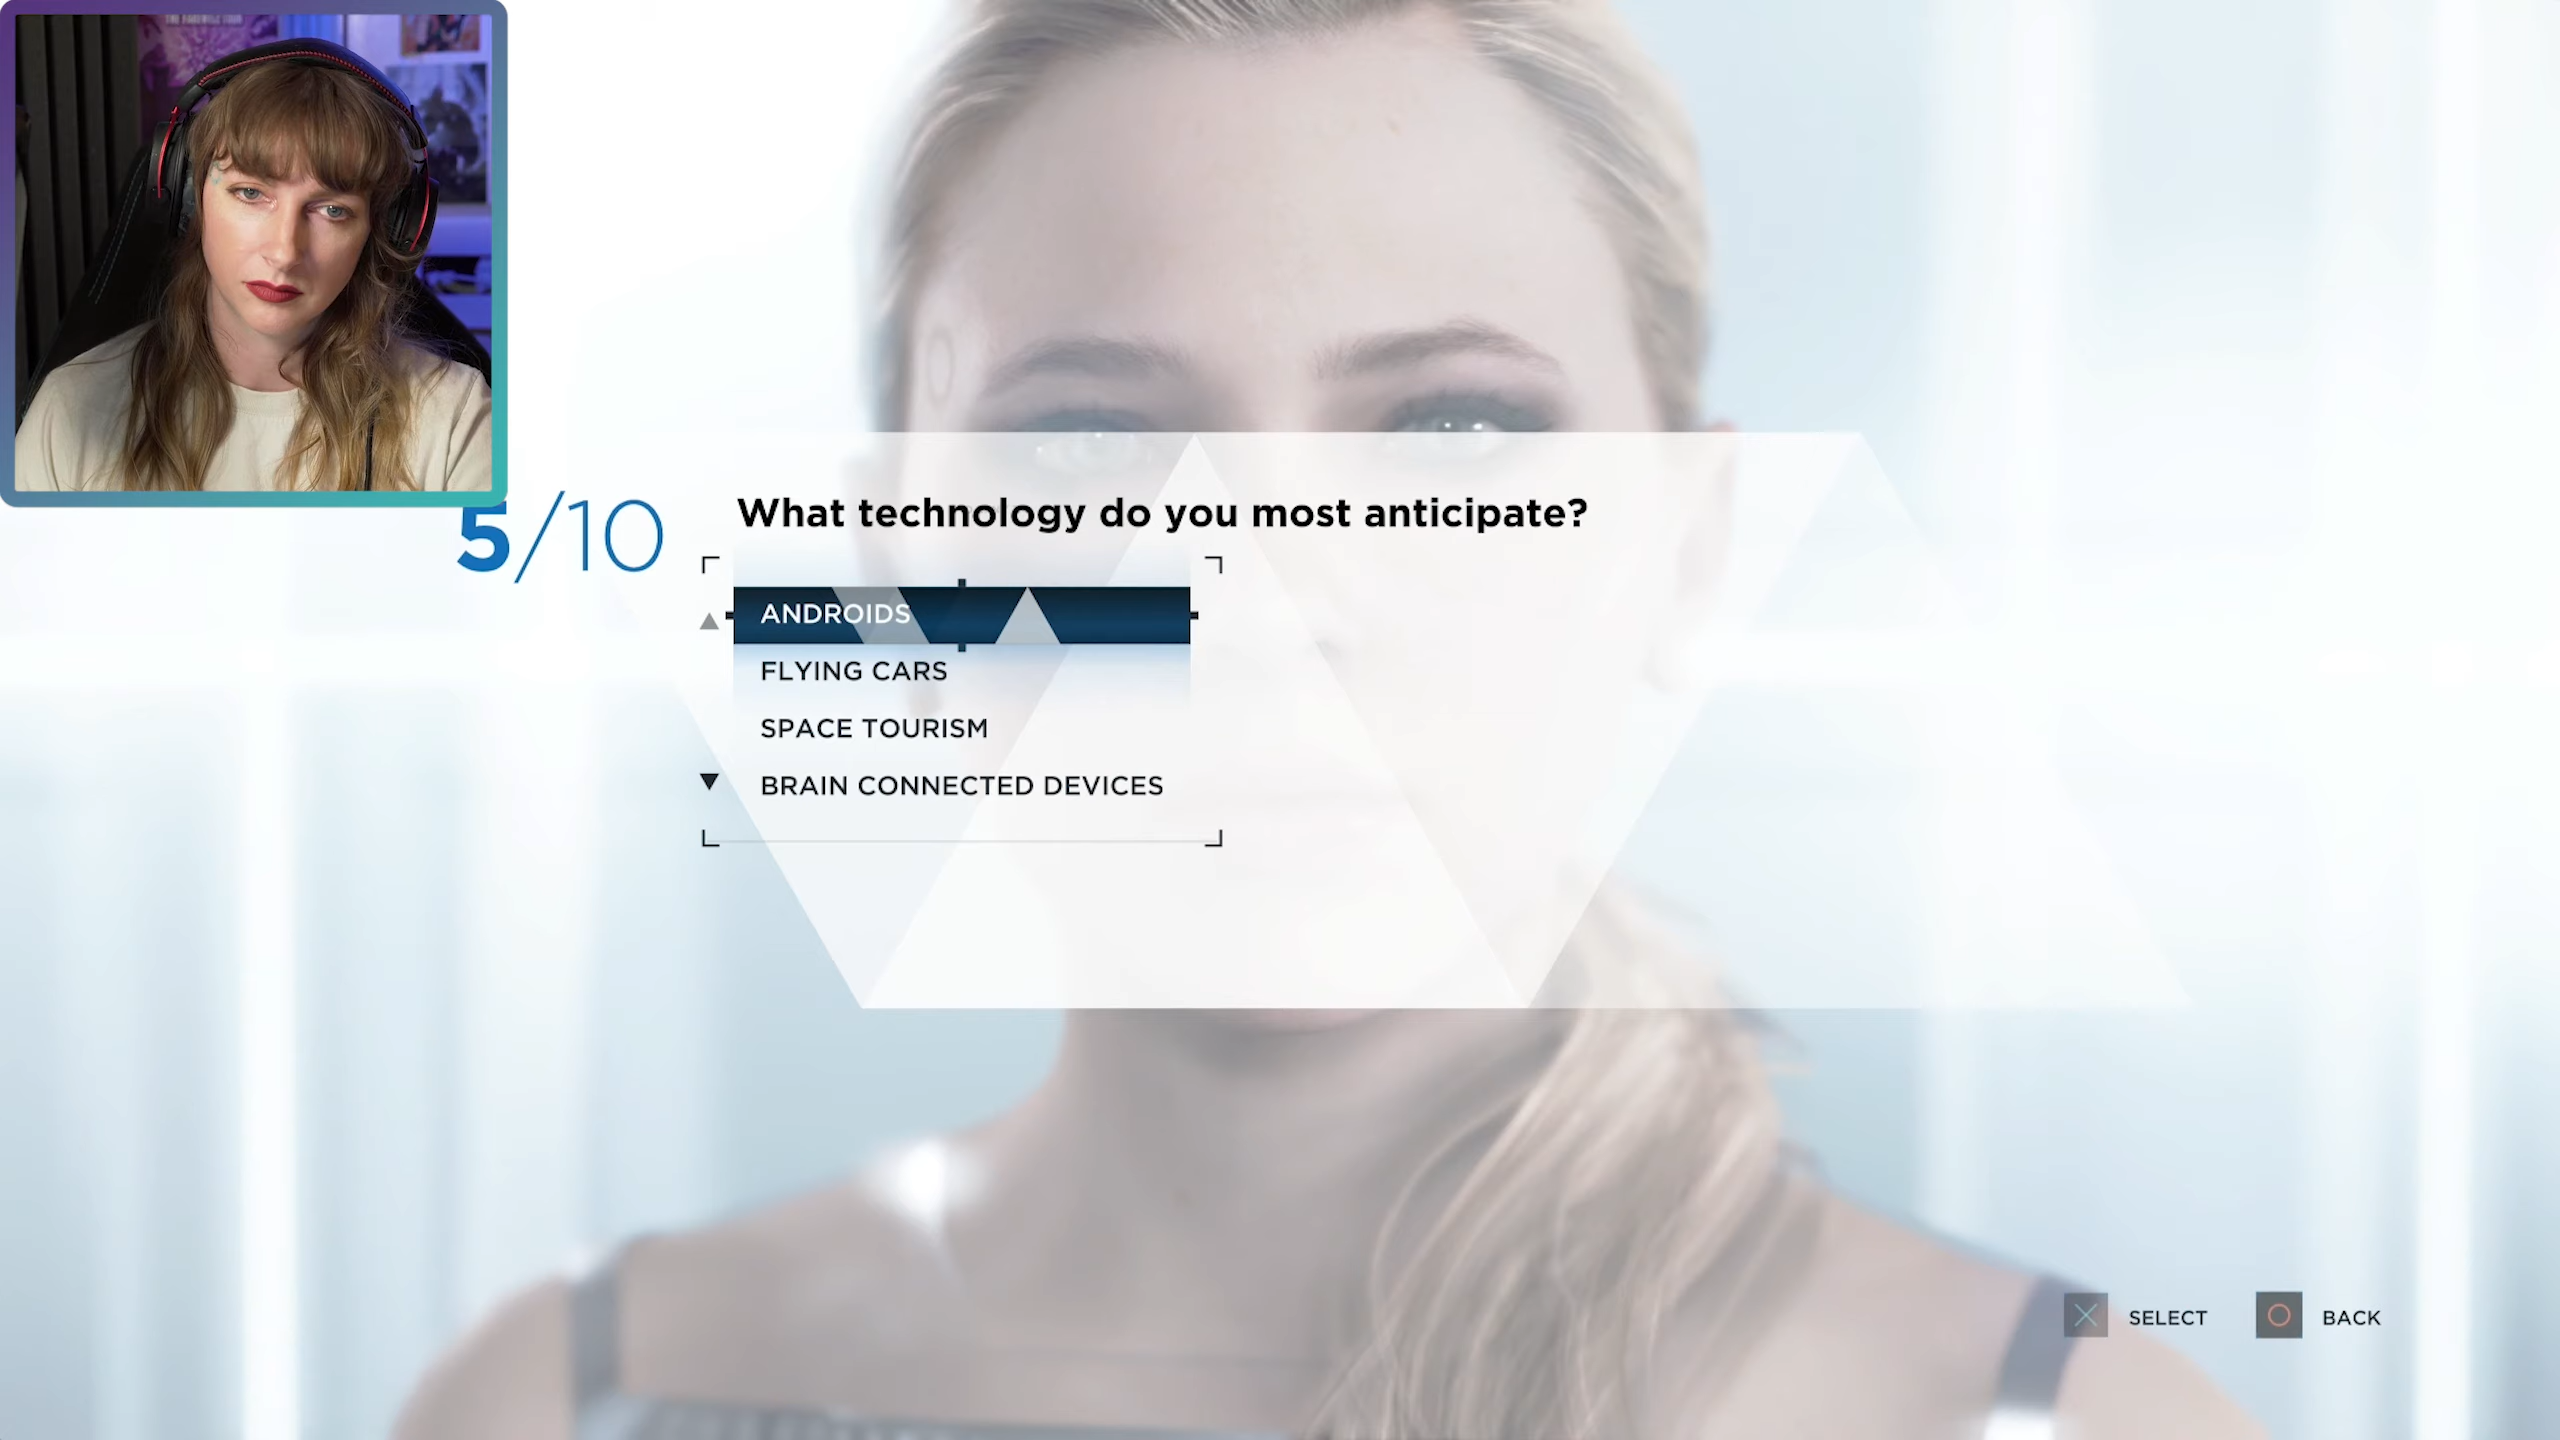 5/10
What technology do you most anticipate?
ANDROIDS
FLYING CARS
SPACE TOURISM
BRAIN CONNECTED DEVICES
SELECT
BACK